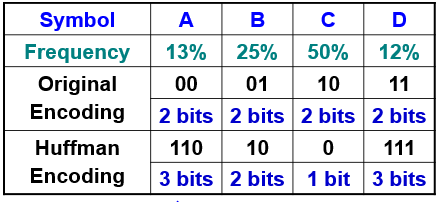 Symbol A B C D
Frequency 13% 25% 50% 12%
Original Encoding 00 01 10 11
2 bits 2 bits 2 bits 2 bits
Huffman Encoding 110 10 0 111
3 bits 2 bits 1 bit 3 bits